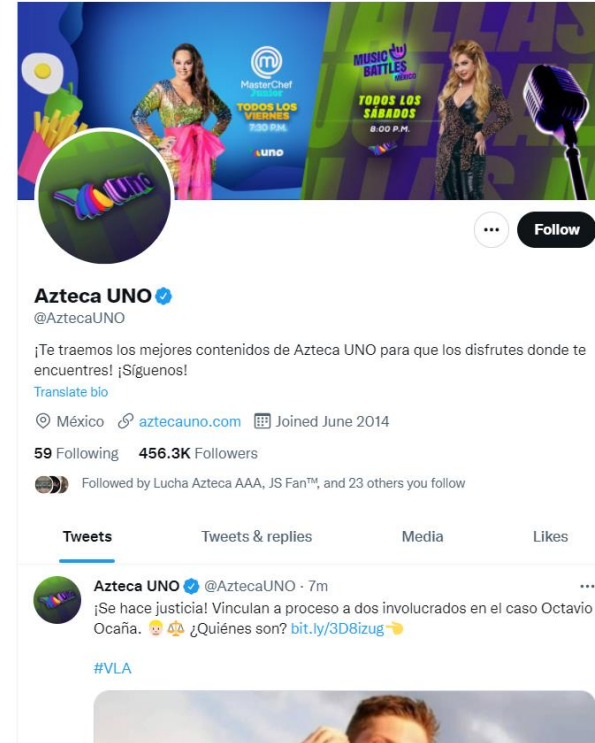 MasterChef
Junior
TODOS LOS
VIERNES
7:30 P.M.
uno
MUSIC
BATTLES
MÉXICO
TODOS LOS
SÁBADOS
8:00 P.M.
UNO
Follow
Azteca UNO
@AztecaUNO
¡Te traemos los mejores contenidos de Azteca UNO para que los disfrutes donde te
encuentres! ¡Síguenos!
Translate bio
México aztecauno.com Joined June 2014
59 Following 456.3K Followers
Followed by Lucha Azteca AAA, JS Fan™, and 23 others you follow
Tweets Tweets & replies Media Likes
Azteca UNO @AztecaUNO · 7m
¡Se hace justicia! Vinculan a proceso a dos involucrados en el caso Octavio
Ocaña. 👱⚖️ ¿Quiénes son? bit.ly/3D8izug👈
#VLA